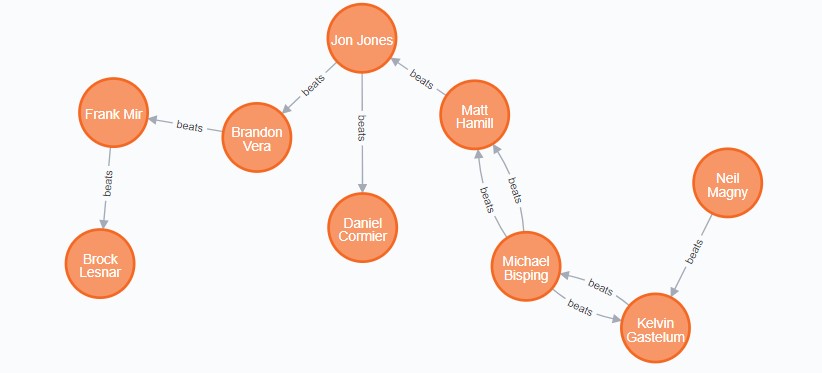 Jon Jones
beats
beats
beats
Matt
Hamill
Frank Mir
beats
Brandon
Vera
beats
Daniel
Cormier
beats
beats
Neil
Magny
beats
Brock
Lesnar
Michael
Bisping
beats
beats
Kelvin
Gastelum